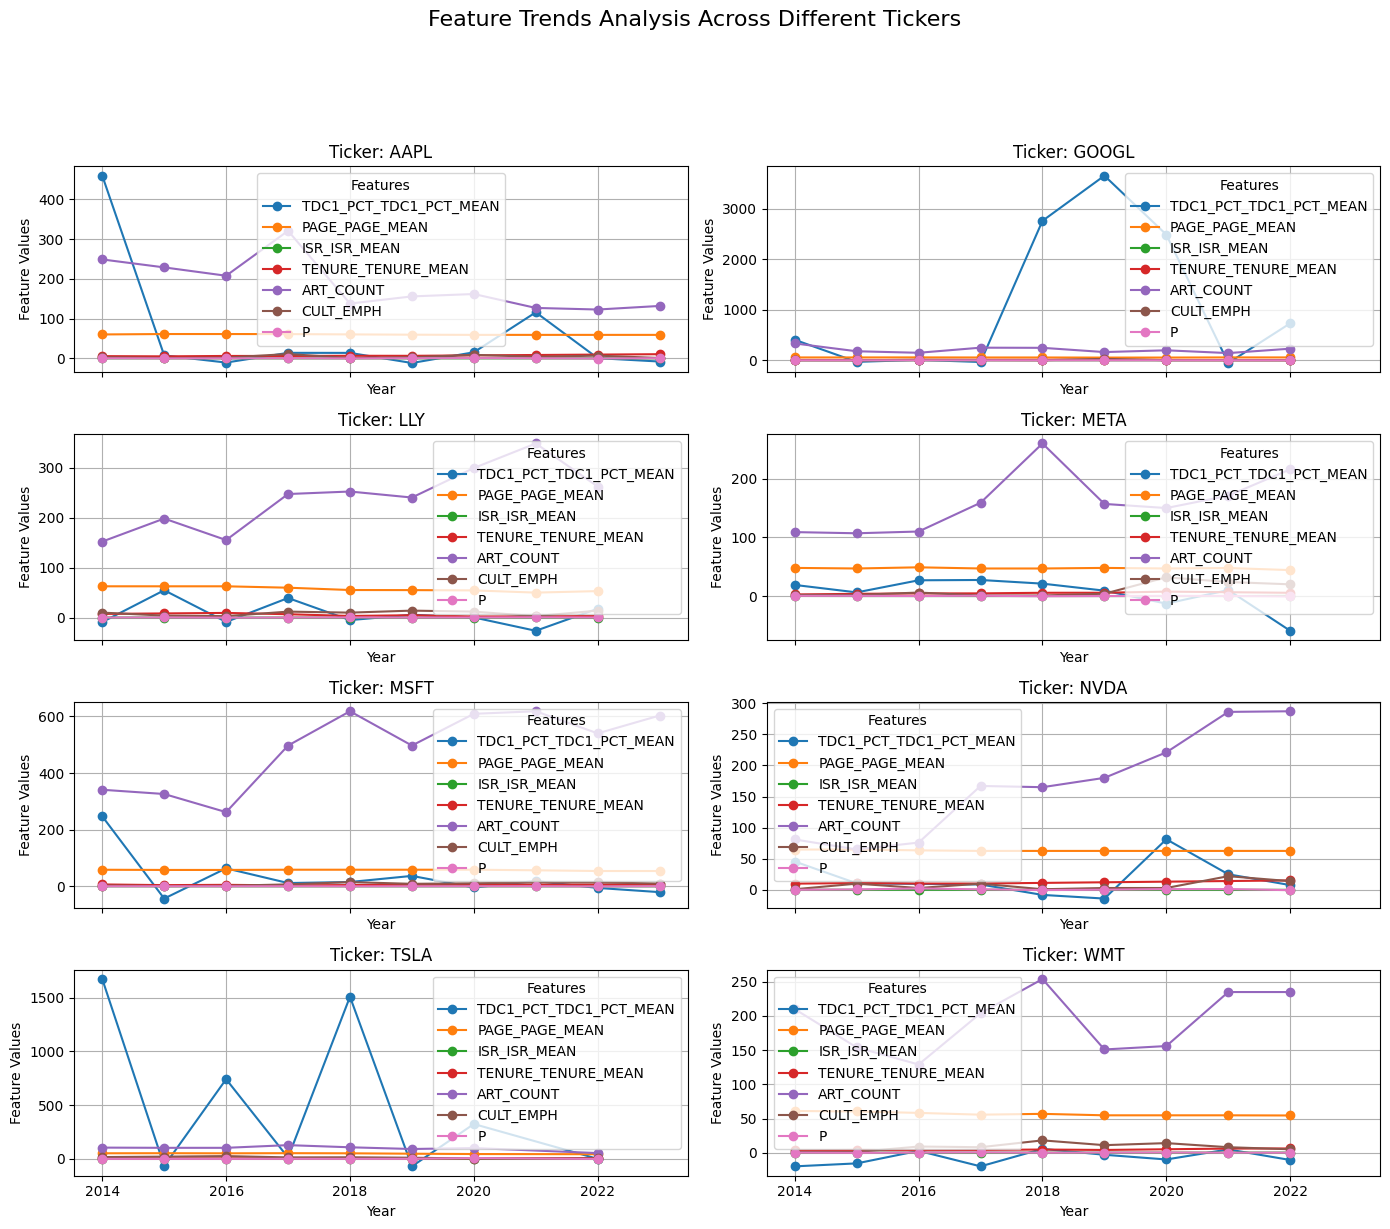 Feature Trends Analysis Across Different Tickers
Ticker: AAPL
Feature Values
400
300
200
100
0
Features
TDC1_PCT_TDC1_PCT_MEAN
PAGE_PAGE_MEAN
ISR_ISR_MEAN
TENURE_TENURE_MEAN
ART_COUNT
CULT_EMPH
P
Year
Ticker: GOOGL
Feature Values
3000
2000
1000
0
Features
TDC1_PCT_TDC1_PCT_MEAN
PAGE_PAGE_MEAN
ISR_ISR_MEAN
TENURE_TENURE_MEAN
ART_COUNT
CULT_EMPH
P
Year
Ticker: LLY
Feature Values
300
200
100
0
Features
TDC1_PCT_TDC1_PCT_MEAN
PAGE_PAGE_MEAN
ISR_ISR_MEAN
TENURE_TENURE_MEAN
ART_COUNT
CULT_EMPH
P
Year
Ticker: META
Feature Values
200
100
0
Features
TDC1_PCT_TDC1_PCT_MEAN
PAGE_PAGE_MEAN
ISR_ISR_MEAN
TENURE_TENURE_MEAN
ART_COUNT
CULT_EMPH
P
Year
Ticker: MSFT
Feature Values
600
400
200
0
Features
TDC1_PCT_TDC1_PCT_MEAN
PAGE_PAGE_MEAN
ISR_ISR_MEAN
TENURE_TENURE_MEAN
ART_COUNT
CULT_EMPH
P
Year
Ticker: NVDA
Feature Values
300
250
200
150
100
50
0
Features
TDC1_PCT_TDC1_PCT_MEAN
PAGE_PAGE_MEAN
ISR_ISR_MEAN
TENURE_TENURE_MEAN
ART_COUNT
CULT_EMPH
P
Year
Ticker: TSLA
Feature Values
1500
1000
500
0
Features
TDC1_PCT_TDC1_PCT_MEAN
PAGE_PAGE_MEAN
ISR_ISR_MEAN
TENURE_TENURE_MEAN
ART_COUNT
CULT_EMPH
P
2014 2016 2018 2020 2022
Year
Ticker: WMT
Feature Values
250
200
150
100
50
0
Features
TDC1_PCT_TDC1_PCT_MEAN
PAGE_PAGE_MEAN
ISR_ISR_MEAN
TENURE_TENURE_MEAN
ART_COUNT
CULT_EMPH
P
2014 2016 2018 2020 2022
Year